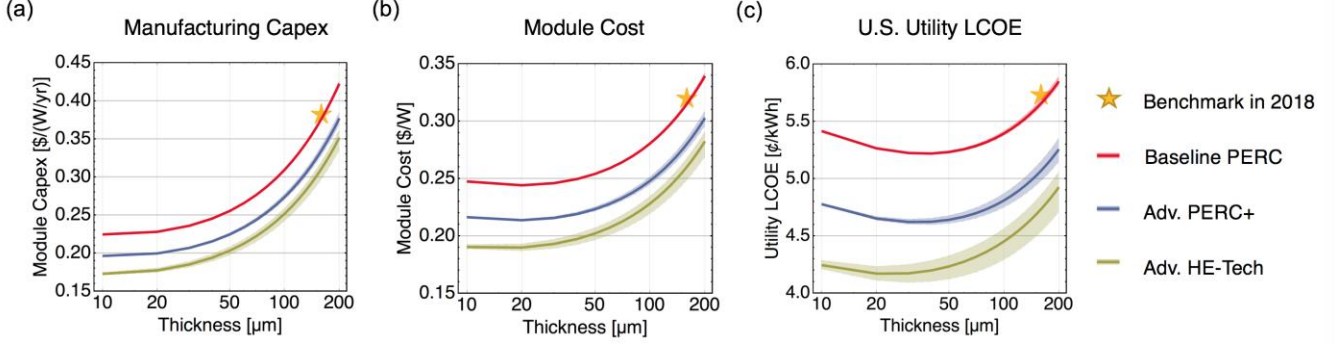 (a)
Manufacturing Capex
Module Capex [$/(W/yr)]
0.45
0.40
0.35
0.30
0.25
0.20
0.15
10 20 50 100 200
Thickness [µm]
(b)
Module Cost
Module Cost [$/W]
0.35
0.30
0.25
0.20
0.15
10 20 50 100 200
Thickness [µm]
(c)
U.S. Utility LCOE
Utility LCOE [¢/kWh]
6.0
5.5
5.0
4.5
4.0
10 20 50 100 200
Thickness [µm]
Benchmark in 2018
Baseline PERC
Adv. PERC+
Adv. HE-Tech